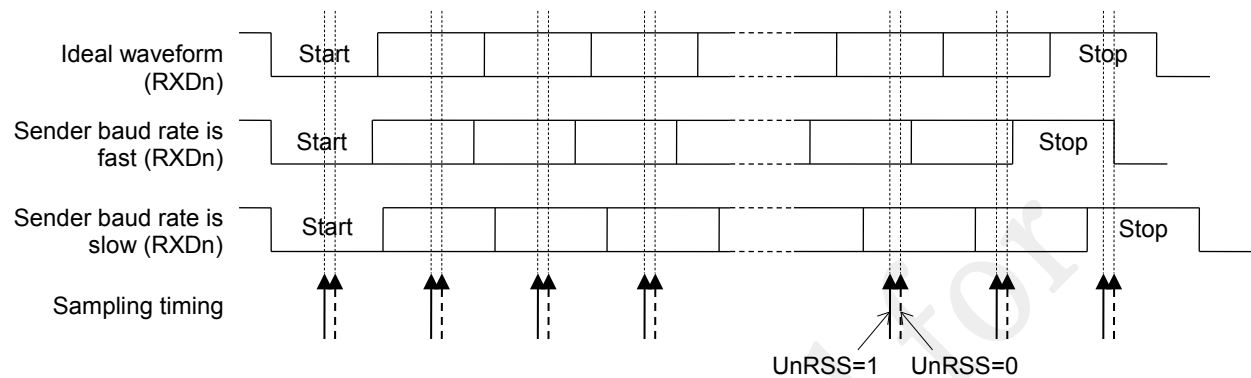 Ideal waveform
(RXDn)
Start
Stop
Sender baud rate is
fast (RXDn)
Start
Stop
Sender baud rate is
slow (RXDn)
Start
Stop
Sampling timing
UnRSS=1
UnRSS=0
for